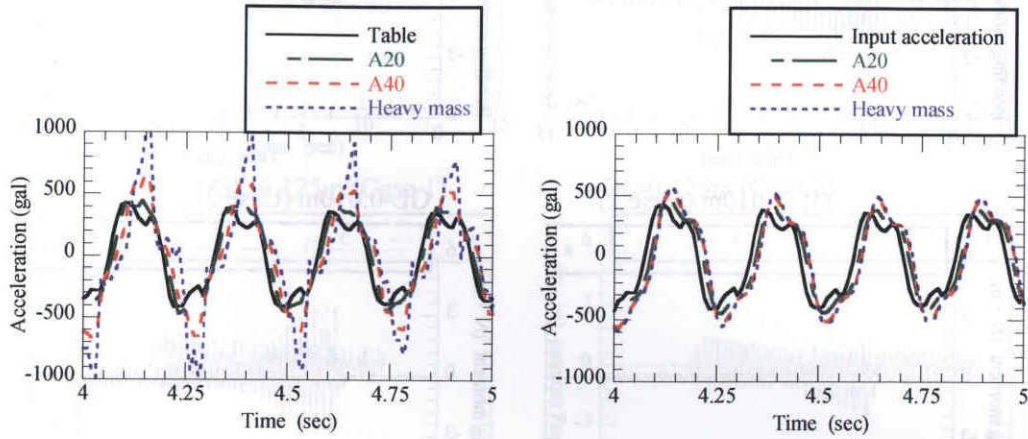 Table
A20
A40
Heavy mass
1000
500
0
-500
-1000
Acceleration (gal)
4
4.25
4.5
4.75
5
Time (sec)
Input acceleration
A20
A40
Heavy mass
1000
500
0
-500
-1000
Acceleration (gal)
4
4.25
4.5
4.75
5
Time (sec)